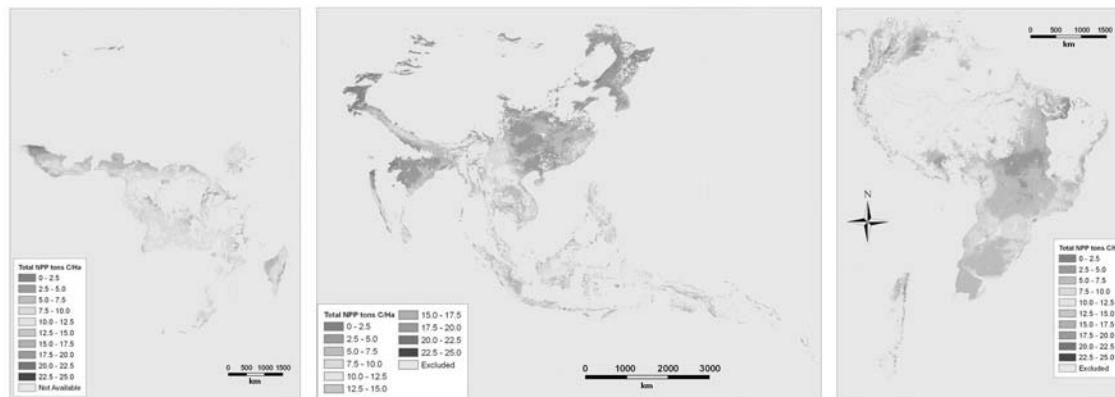 Total NPP tons C/Ha
0 - 2.5
2.5 - 5.0
5.0 - 7.5
7.5 - 10.0
10.0 - 12.5
12.5 - 15.0
15.0 - 17.5
17.5 - 20.0
20.0 - 22.5
22.5 - 25.0
Not Available
0 500 1000 1500
km
Total NPP tons C/Ha
0 - 2.5
2.5 - 5.0
5.0 - 7.5
7.5 - 10.0
10.0 - 12.5
12.5 - 15.0
15.0 - 17.5
17.5 - 20.0
20.0 - 22.5
22.5 - 25.0
Excluded
0 1000 2000 3000
km
0 500 1000 1500
km
N
Total NPP tons C/H
0 - 2.5
2.5 - 5.0
5.0 - 7.5
7.5 - 10.0
10.0 - 12.5
12.5 - 15.0
15.0 - 17.5
17.5 - 20.0
20.0 - 22.5
22.5 - 25.0
Excluded